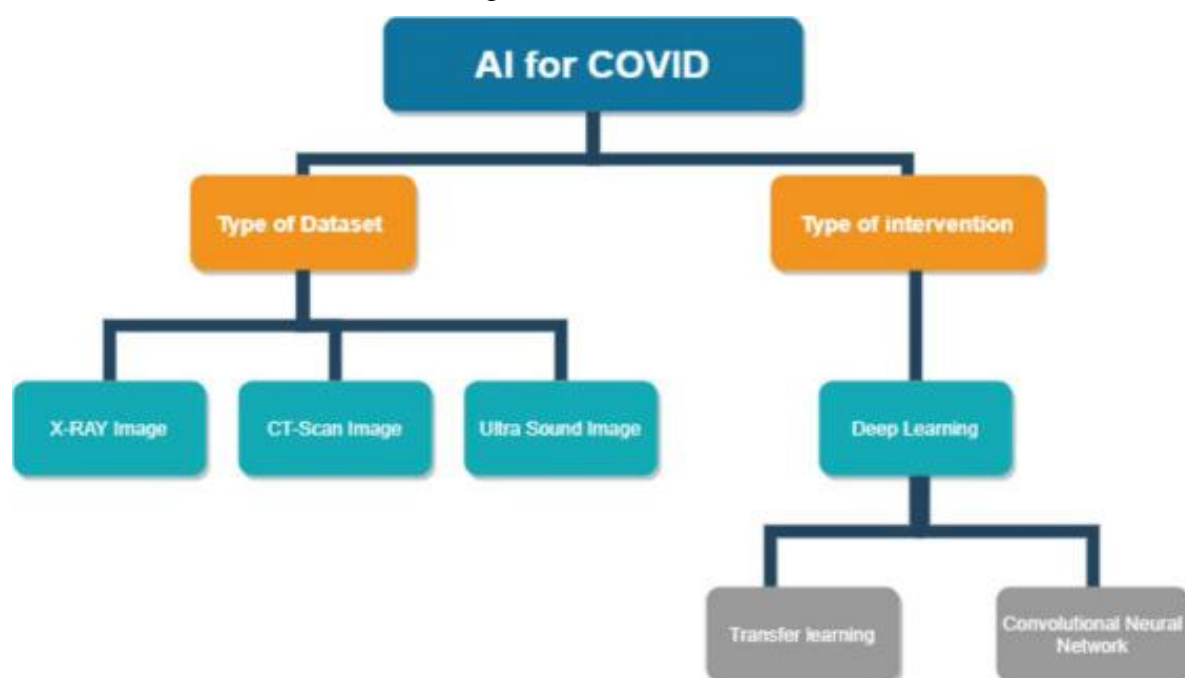 AI for COVID
Type of Dataset
Type of intervention
X-RAY Image
CT-Scan Image
Ultra Sound Image
Deep Learning
Transfer learning
Convolutional Neural
Network